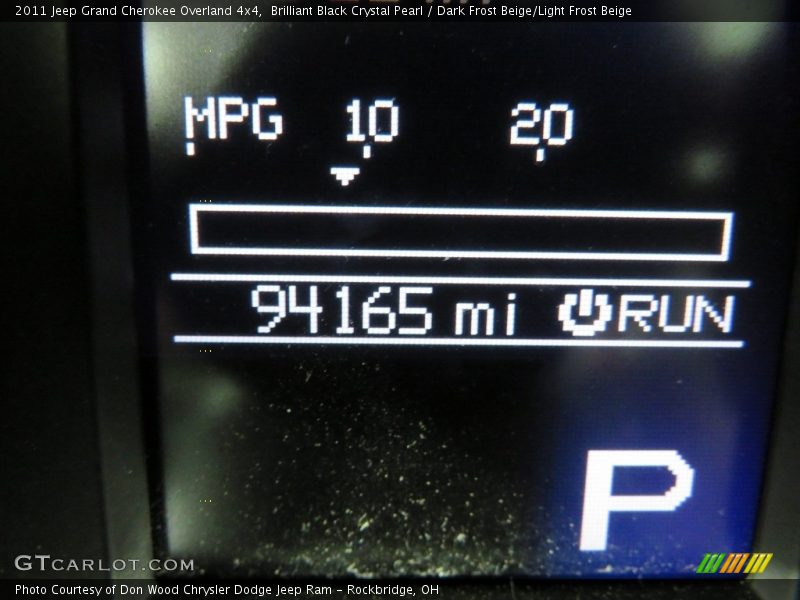 2011 Jeep Grand Cherokee Overland 4x4,  Brilliant Black Crystal Pearl / Dark Frost Beige/Light Frost Beige
MPG 10 20
94165 mi RUN
P
GTCARLOT.COM
Photo Courtesy of Don Wood Chrysler Dodge Jeep Ram - Rockbridge, OH